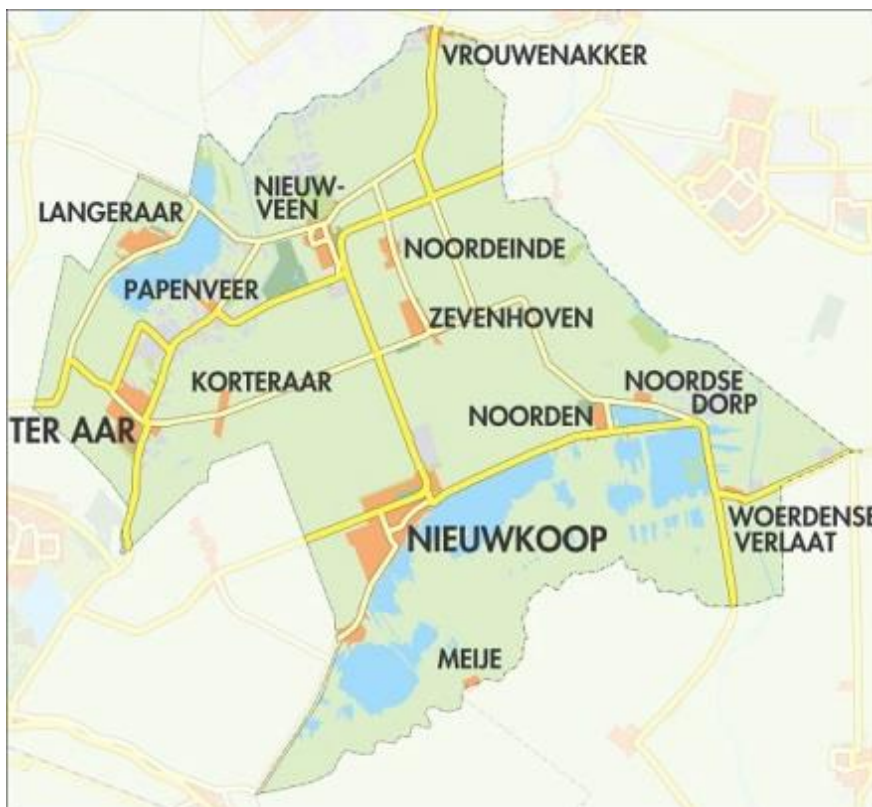 VROUWENAKKER
NIEUW-
VEEN
LANGERAAR
NOORDEINDE
PAPENVEER
ZEVENHOVEN
KORTERAAR
NOORDSE
DORP
NOORDEN
TER AAR
WOERDENSE
VERLAAT
NIEUWKOOP
MEIJE